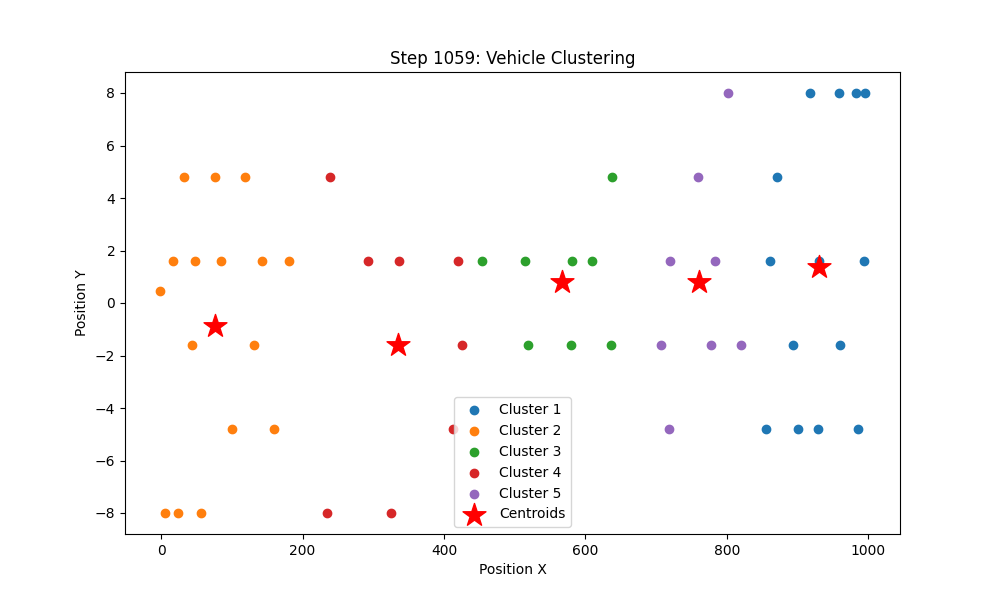 Step 1059: Vehicle Clustering
Position Y
8
6
4
2
0
−2
−4
−6
−8
0
200
400
600
800
1000
Position X
Cluster 1
Cluster 2
Cluster 3
Cluster 4
Cluster 5
Centroids